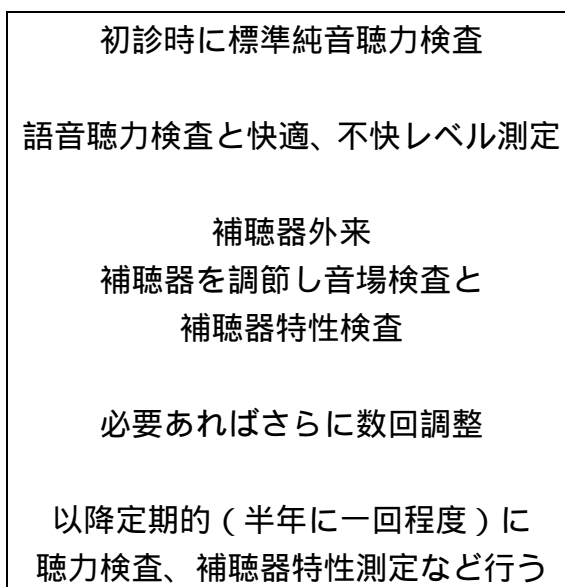 初診時に標準純音聴力検査
語音聴力検査と快適、不快レベル測定
補聴器外来
補聴器を調節し音場検査と
補聴器特性検査
必要あればさらに数回調整
以降定期的(半年に一回程度)に
聴力検査、補聴器特性測定など行う